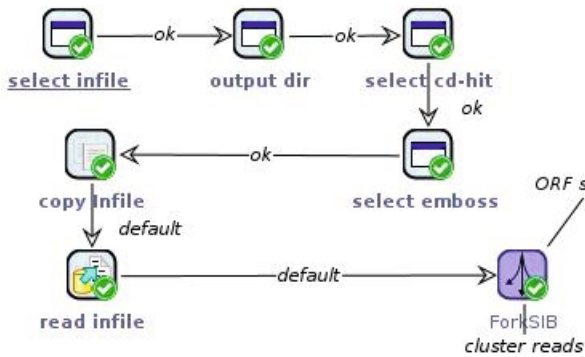 ok ok
select infile output dir select cd-hit
ok
ok
copy Infile select emboss
ORF s
default
default
read infile ForkSIB
cluster reads